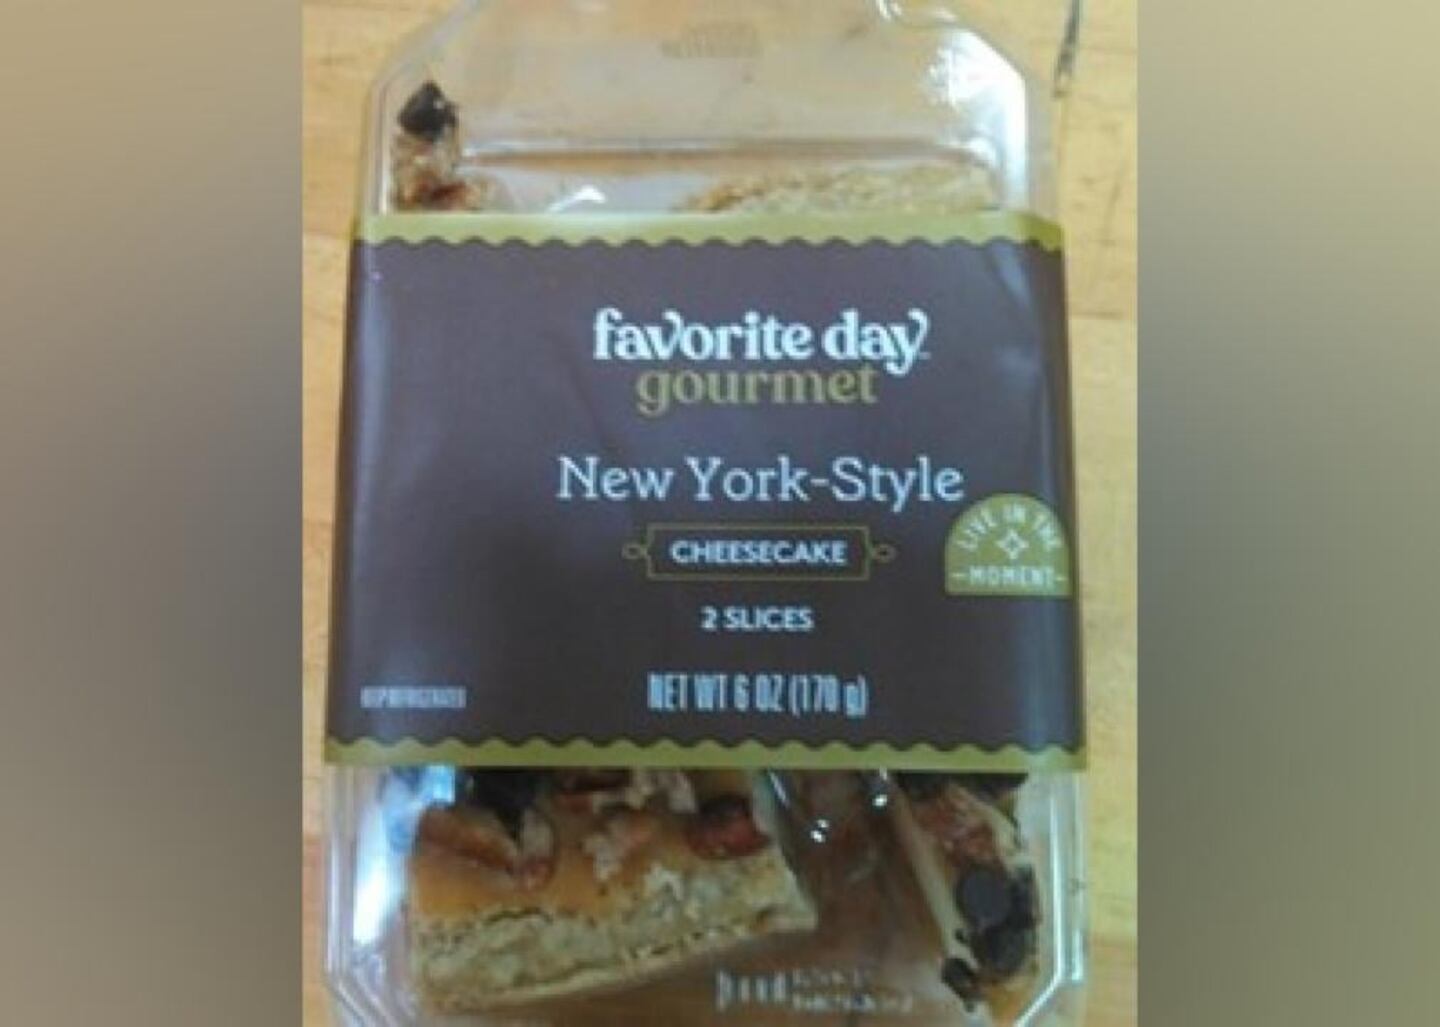 favorite day
gourmet
New York-Style
CHEESECAKE
2 SLICES
LIVE IN THE
MOMENT
NET WT 6 OZ (170 g)